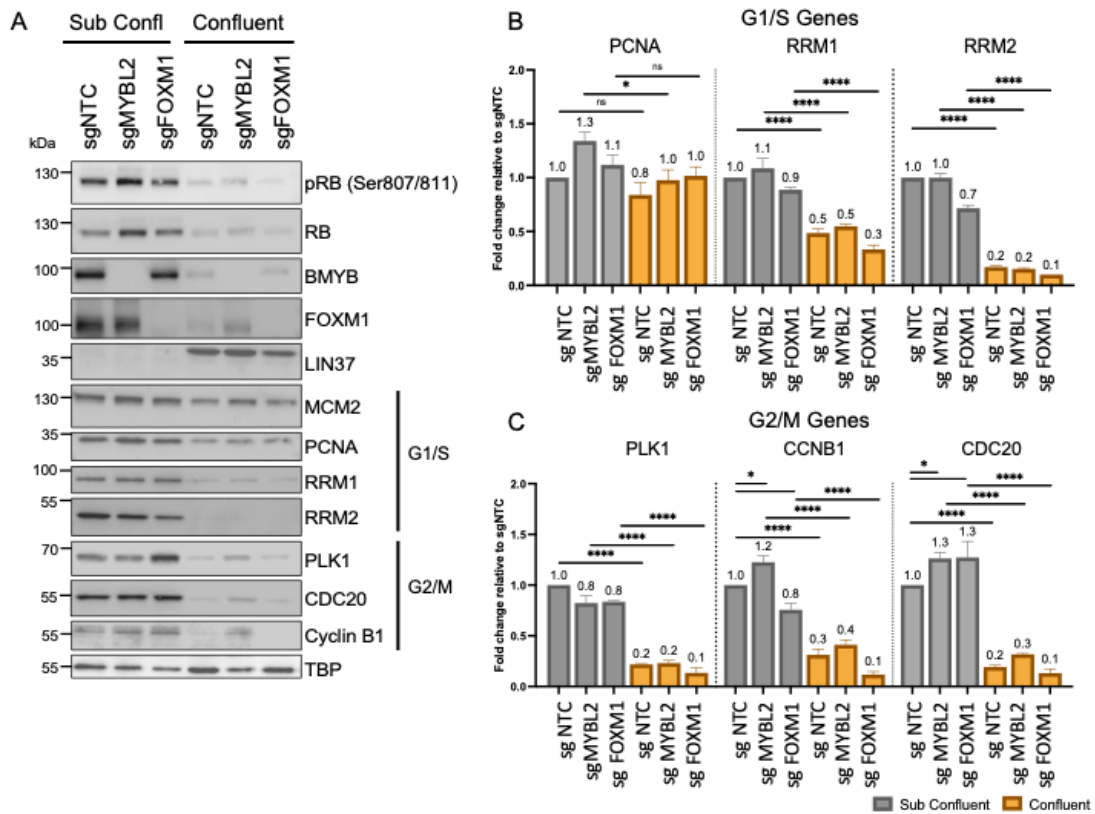 A
Sub Confl Confluent
sgNTC sgMYBL2 sgFOXM1 sgNTC sgMYBL2 sgFOXM1
kDa
130 pRB (Ser807/811)
130 RB
100 BMYB
100 FOXM1
35 LIN37
130 MCM2
35 PCNA
100 RRM1
55 RRM2
G1/S
70 PLK1
55 CDC20
55 Cyclin B1
G2/M
55 TBP
B
G1/S Genes
PCNA RRM1 RRM2
Fold change relative to sgNTC
2.0
1.5
1.0
0.5
0.0
ns * ns
1.0 1.3 1.1 0.8 1.0 1.0
**** **** ****
1.0 1.1 0.9 0.5 0.5 0.3
**** **** ****
1.0 1.0 0.7 0.2 0.2 0.1
sg NTC sgMYBL2 sg FOXM1 sg NTC sg MYBL2 sg FOXM1
sg NTC sg MYBL2 sg FOXM1 sg NTC sg MYBL2 sg FOXM1
sg NTC sg MYBL2 sg FOXM1 sg NTC sg MYBL2 sg FOXM1
C
G2/M Genes
PLK1 CCNB1 CDC20
Fold change relative to sgNTC
2.0
1.5
1.0
0.5
0.0
**** **** ****
1.0 0.8 0.8 0.2 0.2 0.1
* **** **** ****
1.0 1.2 0.8 0.3 0.4 0.1
* **** **** ****
1.0 1.3 1.3 0.2 0.3 0.1
sg NTC sgMYBL2 sg FOXM1 sg NTC sg MYBL2 sg FOXM1
sg NTC sg MYBL2 sg FOXM1 sg NTC sg MYBL2 sg FOXM1
sg NTC sg MYBL2 sg FOXM1 sg NTC sg MYBL2 sg FOXM1
Sub Confluent Confluent